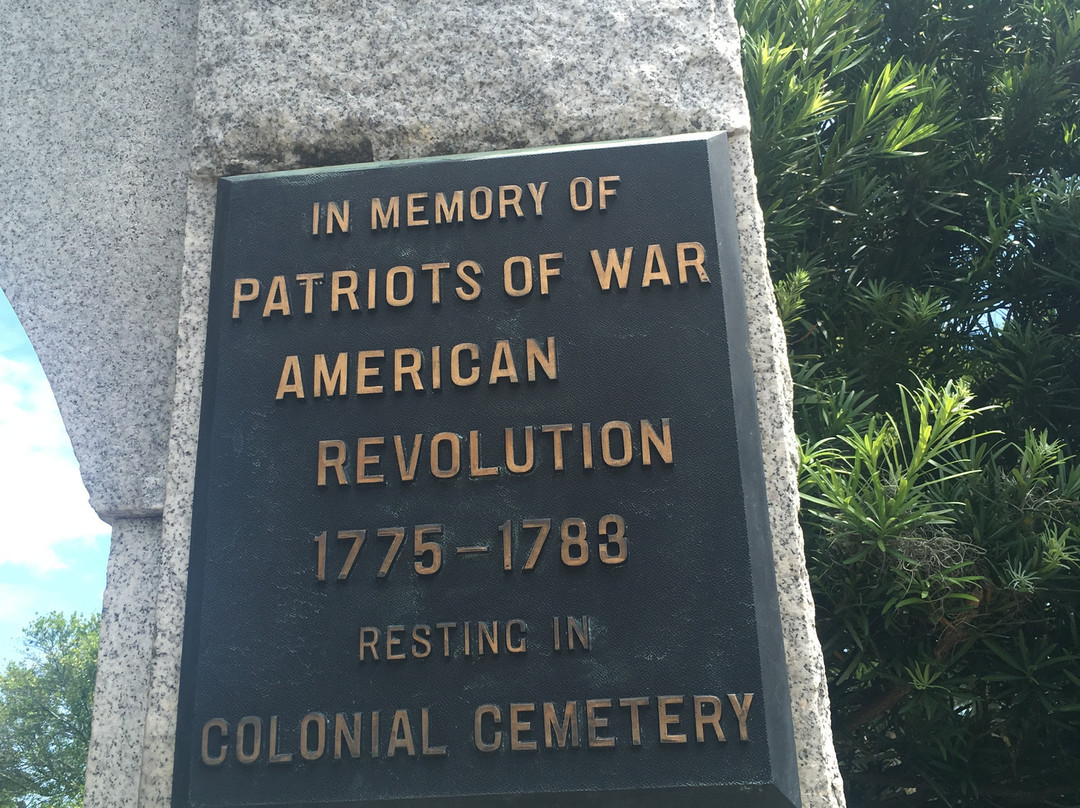 IN MEMORY OF
PATRIOTS OF WAR
AMERICAN
REVOLUTION
1775-1783
RESTING IN
COLONIAL CEMETERY